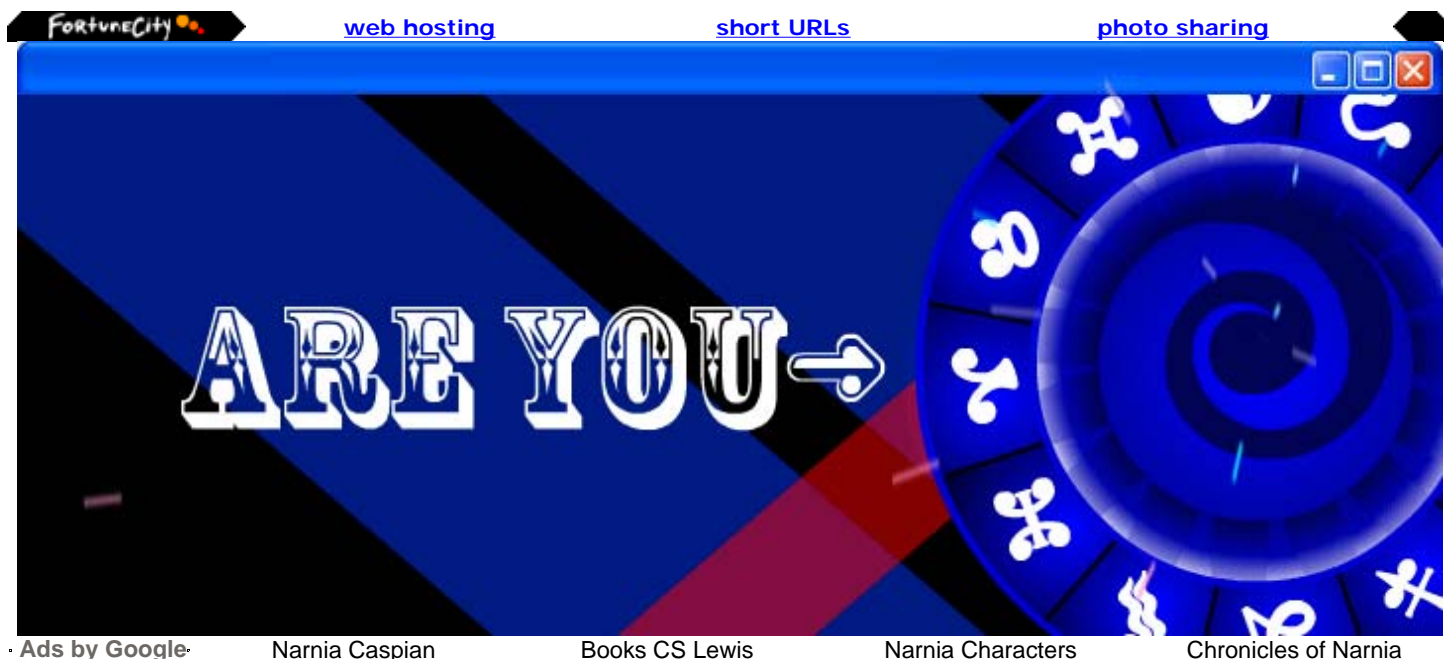 FortuneCity web hosting short URLs photo sharing
ARE YOU
Ads by Google Narnia Caspian Books CS Lewis Narnia Characters Chronicles of Narnia